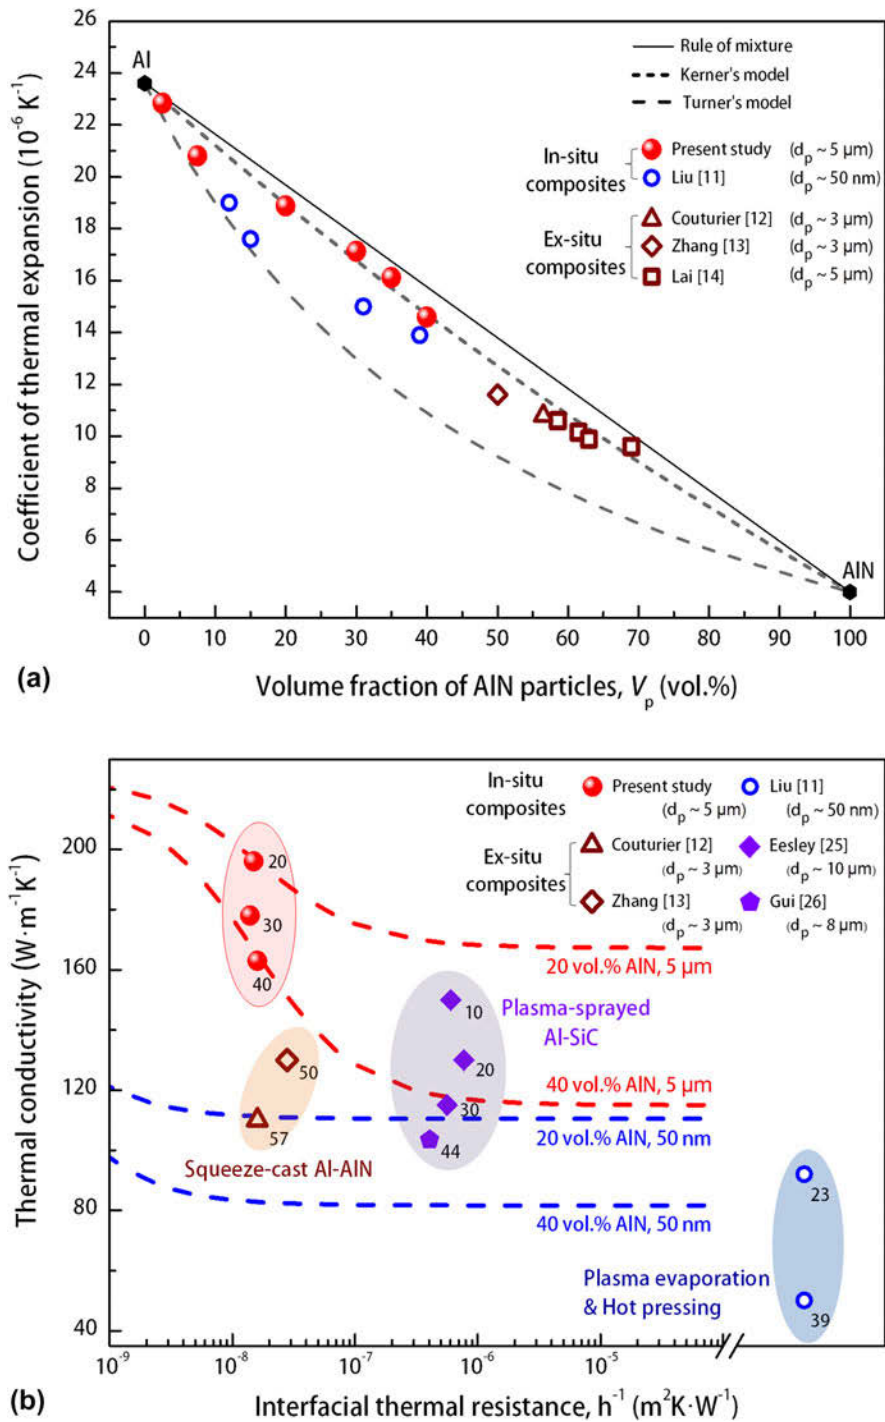 26
24
22
20
18
16
14
12
10
8
6
4
Coefficient of thermal expansion (10⁻⁶ K⁻¹)
Al
Rule of mixture
Kerner's model
Turner's model
In-situ composites
Present study (dₚ ~ 5 µm)
Liu [11] (dₚ ~ 50 nm)
Ex-situ composites
Couturier [12] (dₚ ~ 3 µm)
Zhang [13] (dₚ ~ 3 µm)
Lai [14] (dₚ ~ 5 µm)
AlN
0 10 20 30 40 50 60 70 80 90 100
(a) Volume fraction of AlN particles, Vₚ (vol.%)
200
160
120
80
40
Thermal conductivity (W·m⁻¹K⁻¹)
In-situ composites
Present study (dₚ ~ 5 µm)
Liu [11] (dₚ ~ 50 nm)
Ex-situ composites
Couturier [12] (dₚ ~ 3 µm)
Eesley [25] (dₚ ~ 10 µm)
Zhang [13] (dₚ ~ 3 µm)
Gui [26] (dₚ ~ 8 µm)
20
30
40
20 vol.% AlN, 5 µm
Plasma-sprayed
Al-SiC
10
20
30
44
50
57
40 vol.% AlN, 5 µm
20 vol.% AlN, 50 nm
Squeeze-cast Al-AlN
40 vol.% AlN, 50 nm
23
Plasma evaporation
& Hot pressing
39
10⁻⁹ 10⁻⁸ 10⁻⁷ 10⁻⁶ 10⁻⁵
(b) Interfacial thermal resistance, h⁻¹ (m²K·W⁻¹)